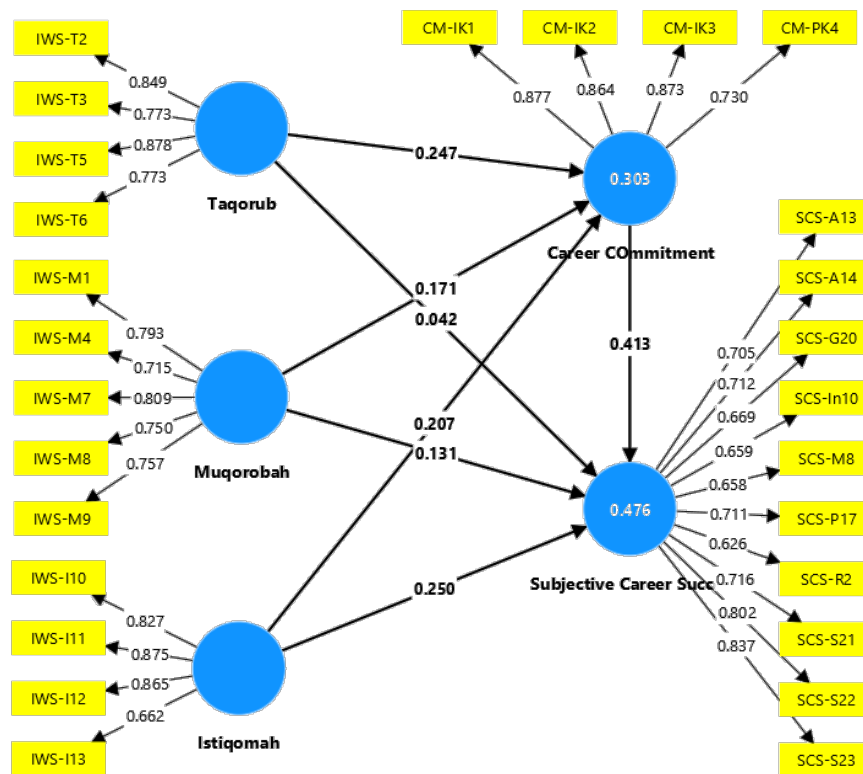 CM-IK1
CM-IK2
CM-IK3
CM-PK4
0.877
0.864
0.873
0.730
IWS-T2
IWS-T3
IWS-T5
IWS-T6
0.849
0.773
0.878
0.773
Taqorub
0.247
0.042
0.303
Career COmmitment
0.413
IWS-M1
IWS-M4
IWS-M7
IWS-M8
IWS-M9
0.793
0.715
0.809
0.750
0.757
Muqorobah
0.171
0.131
IWS-I10
IWS-I11
IWS-I12
IWS-I13
0.827
0.875
0.865
0.662
Istiqomah
0.207
0.250
0.476
Subjective Career Succ
0.705
0.712
0.669
0.659
0.658
0.711
0.626
0.716
0.802
0.837
SCS-A13
SCS-A14
SCS-G20
SCS-In10
SCS-M8
SCS-P17
SCS-R2
SCS-S21
SCS-S22
SCS-S23